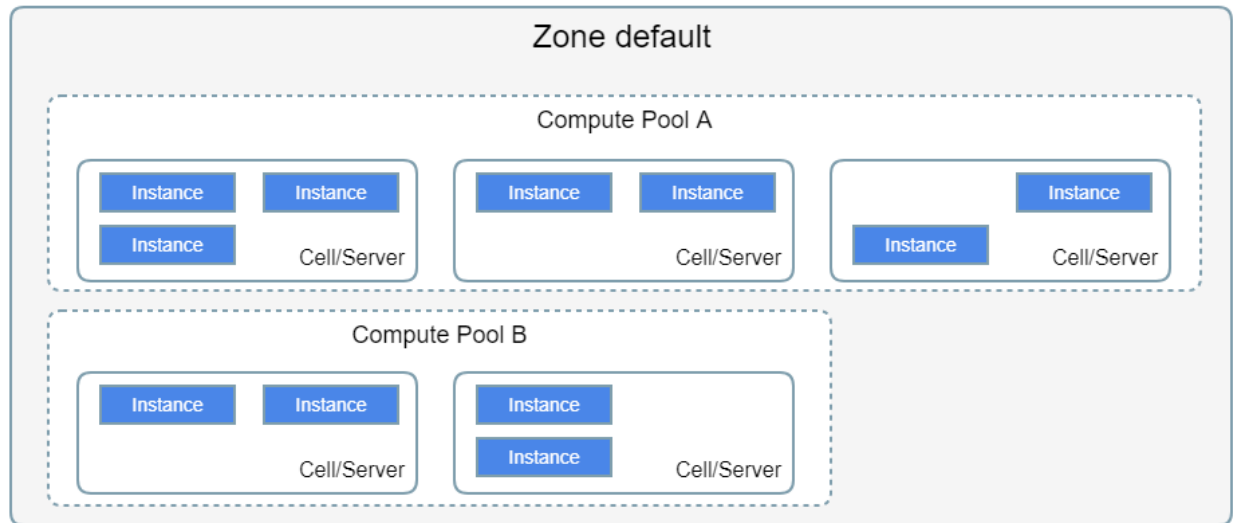 Zone default
Compute Pool A
Instance Instance
Instance
Cell/Server
Instance Instance
Cell/Server
Instance
Instance
Cell/Server
Compute Pool B
Instance Instance
Cell/Server
Instance
Instance
Cell/Server